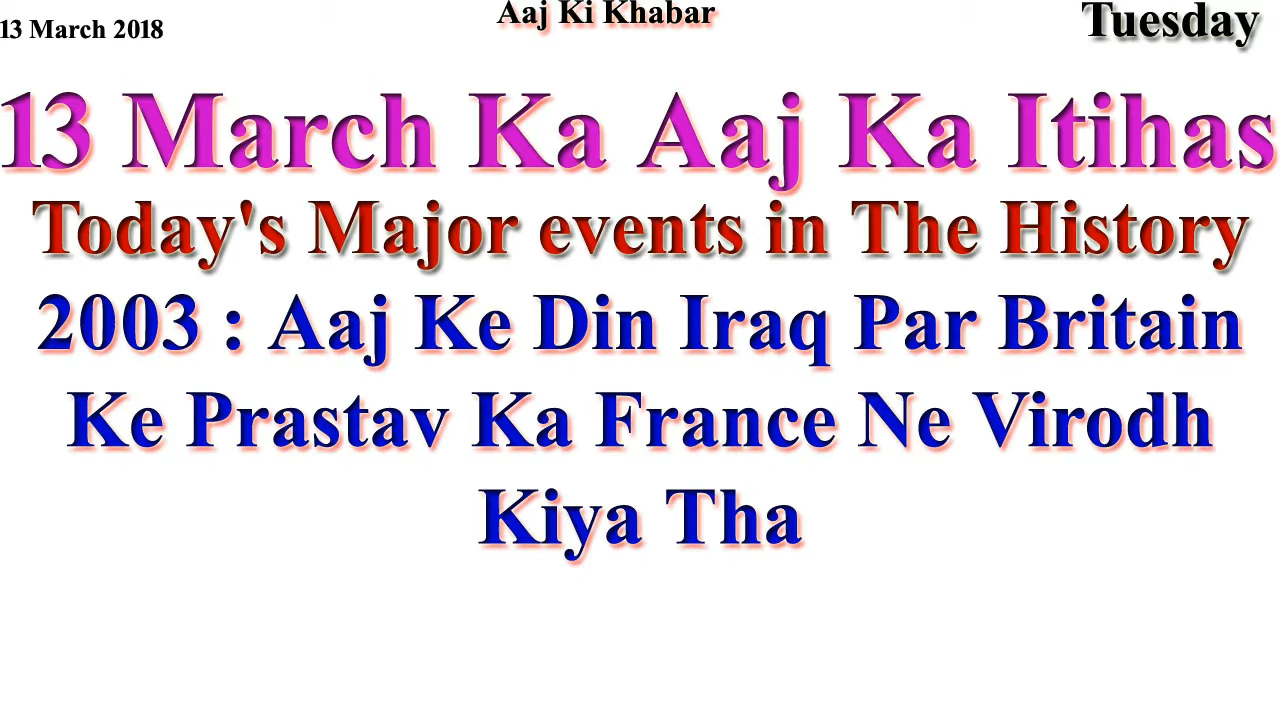 13 March 2018
Aaj Ki Khabar
Tuesday
13 March Ka Aaj Ka Itihas
Today's Major events in The History
2003 : Aaj Ke Din Iraq Par Britain
Ke Prastav Ka France Ne Virodh
Kiya Tha